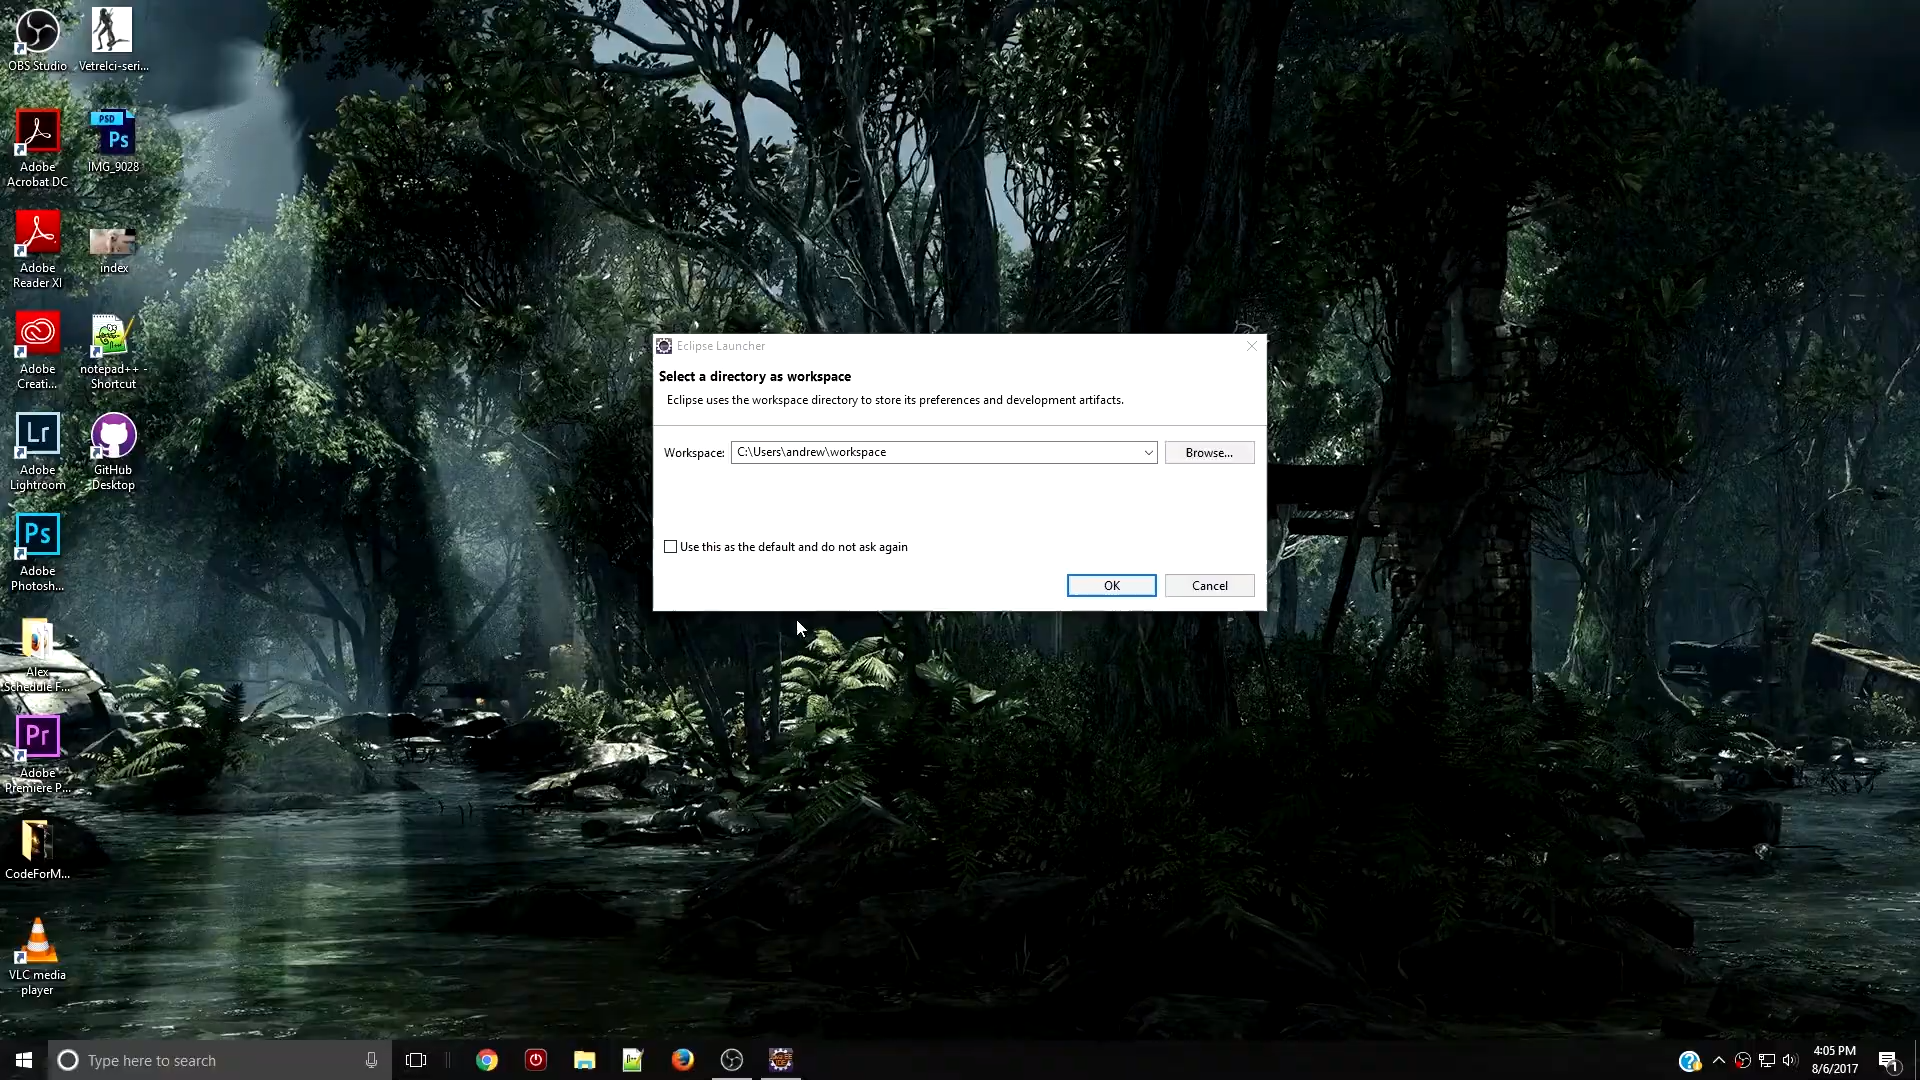 OBS Studio
Vetrelci-seri...
Adobe
Acrobat DC
PSD
Ps
IMG_9028
Adobe
Reader XI
index
Adobe
Creati...
notepad++ -
Shortcut
Lr
Adobe
Lightroom
GitHub
Desktop
Ps
Adobe
Photosh...
Alex
Schedule F...
Pr
Adobe
Premiere P...
CodeForM...
VLC media
player
Eclipse Launcher
Select a directory as workspace
Eclipse uses the workspace directory to store its preferences and development artifacts.
Workspace:
C:\Users\andrew\workspace
Browse...
Use this as the default and do not ask again
OK
Cancel
Type here to search
4:05 PM
8/6/2017
1